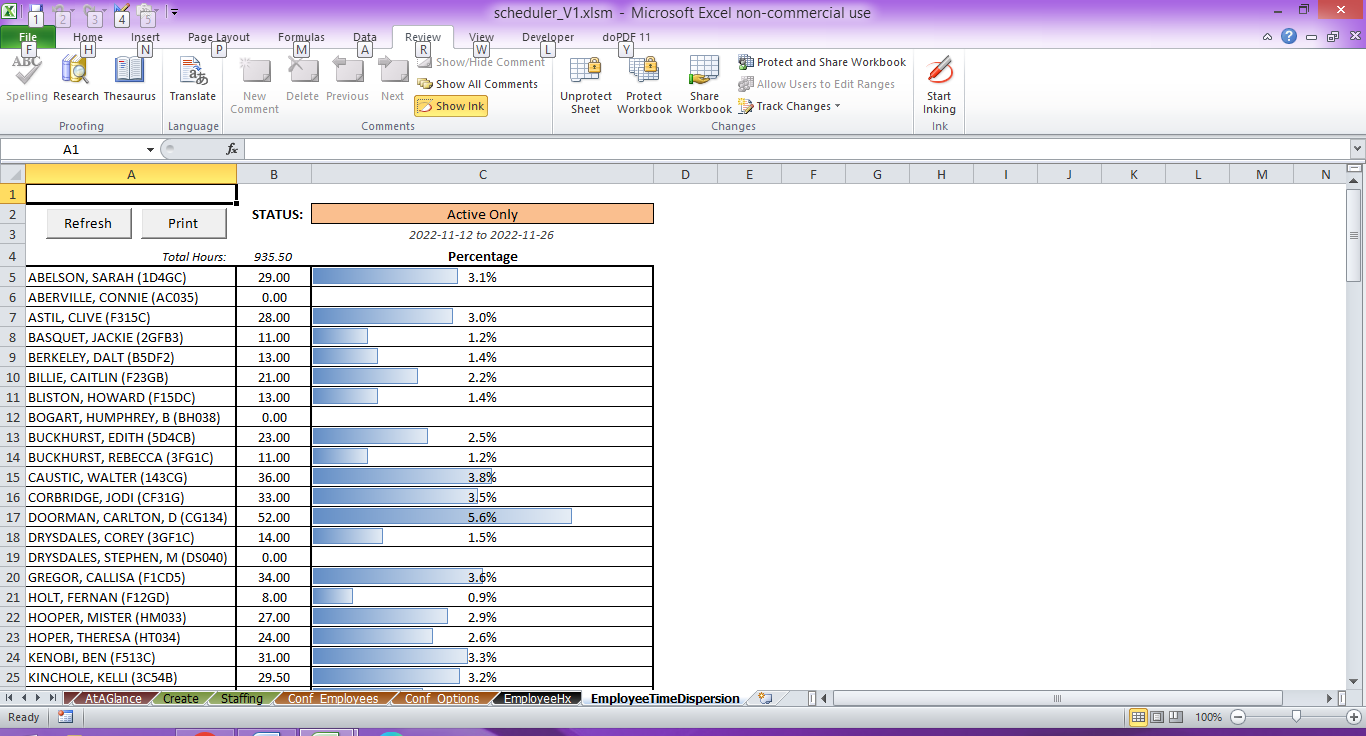 scheduler_V1.xlsm - Microsoft Excel non-commercial use
1 2 3 4 5
File Home Insert Page Layout Formulas Data Review View Developer doPDF 11
F H N P M A R W L Y
ABC
Spelling Research Thesaurus
Proofing
Translate
Language
New Comment
Delete Previous Next
Show/Hide Comment
Show All Comments
Show Ink
Comments
Unprotect Sheet
Protect Workbook
Share Workbook
Protect and Share Workbook
Allow Users to Edit Ranges
Track Changes
Changes
Start Inking
Ink
A1
fx
A B C D E F G H I J K L M N
1
2 STATUS: Active Only
Refresh Print
3 2022-11-12 to 2022-11-26
4 Total Hours: 935.50 Percentage
5 ABELSON, SARAH (1D4GC) 29.00 3.1%
6 ABERVILLE, CONNIE (AC035) 0.00
7 ASTIL, CLIVE (F315C) 28.00 3.0%
8 BASQUET, JACKIE (2GFB3) 11.00 1.2%
9 BERKELEY, DALT (B5DF2) 13.00 1.4%
10 BILLIE, CAITLIN (F23GB) 21.00 2.2%
11 BLISTON, HOWARD (F15DC) 13.00 1.4%
12 BOGART, HUMPHREY, B (BH038) 0.00
13 BUCKHURST, EDITH (5D4CB) 23.00 2.5%
14 BUCKHURST, REBECCA (3FG1C) 11.00 1.2%
15 CAUSTIC, WALTER (143CG) 36.00 3.8%
16 CORBRIDGE, JODI (CF31G) 33.00 3.5%
17 DOORMAN, CARLTON, D (CG134) 52.00 5.6%
18 DRYSDALES, COREY (3GF1C) 14.00 1.5%
19 DRYSDALES, STEPHEN, M (DS040) 0.00
20 GREGOR, CALLISA (F1CD5) 34.00 3.6%
21 HOLT, FERNAN (F12GD) 8.00 0.9%
22 HOOPER, MISTER (HM033) 27.00 2.9%
23 HOPER, THERESA (HT034) 24.00 2.6%
24 KENOBI, BEN (F513C) 31.00 3.3%
25 KINCHOLE, KELLI (3C54B) 29.50 3.2%
AtAGlance Create Staffing Conf_Employees Conf_Options EmployeeHx EmployeeTimeDispersion
Ready 100%